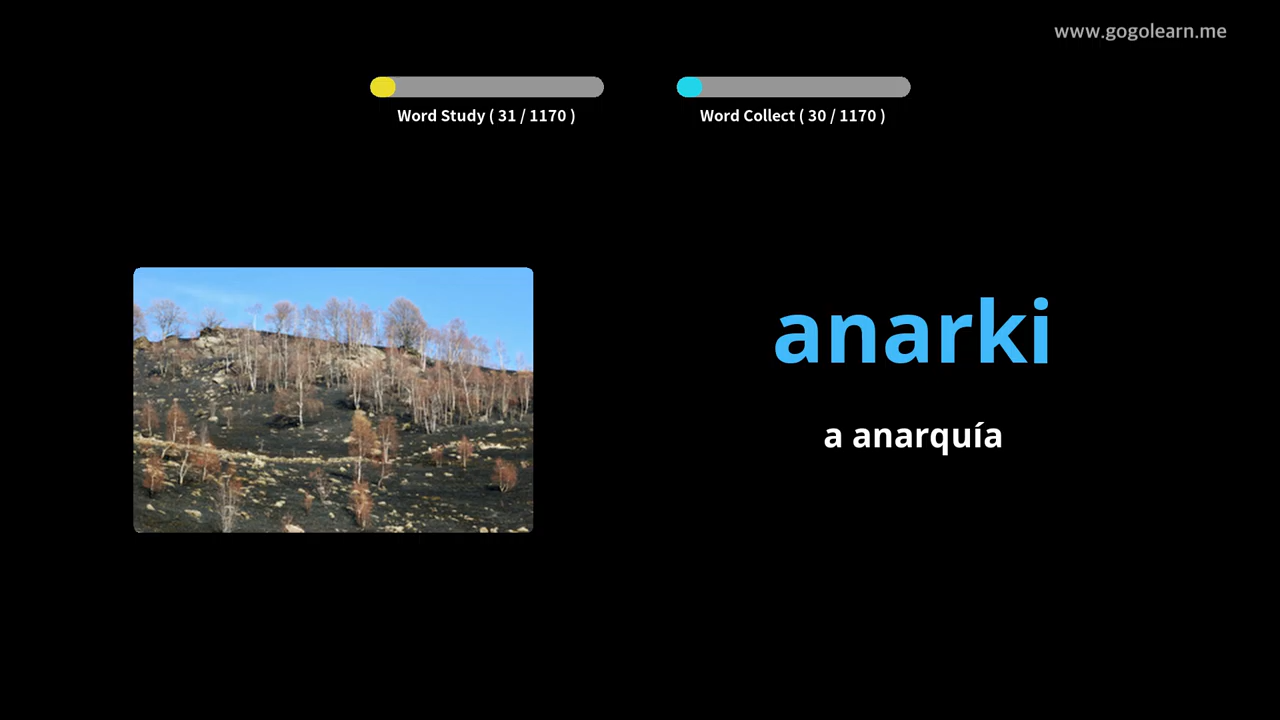 www.gogolearn.me
Word Study ( 31 / 1170 )
Word Collect ( 30 / 1170 )
anarki
a anarquía